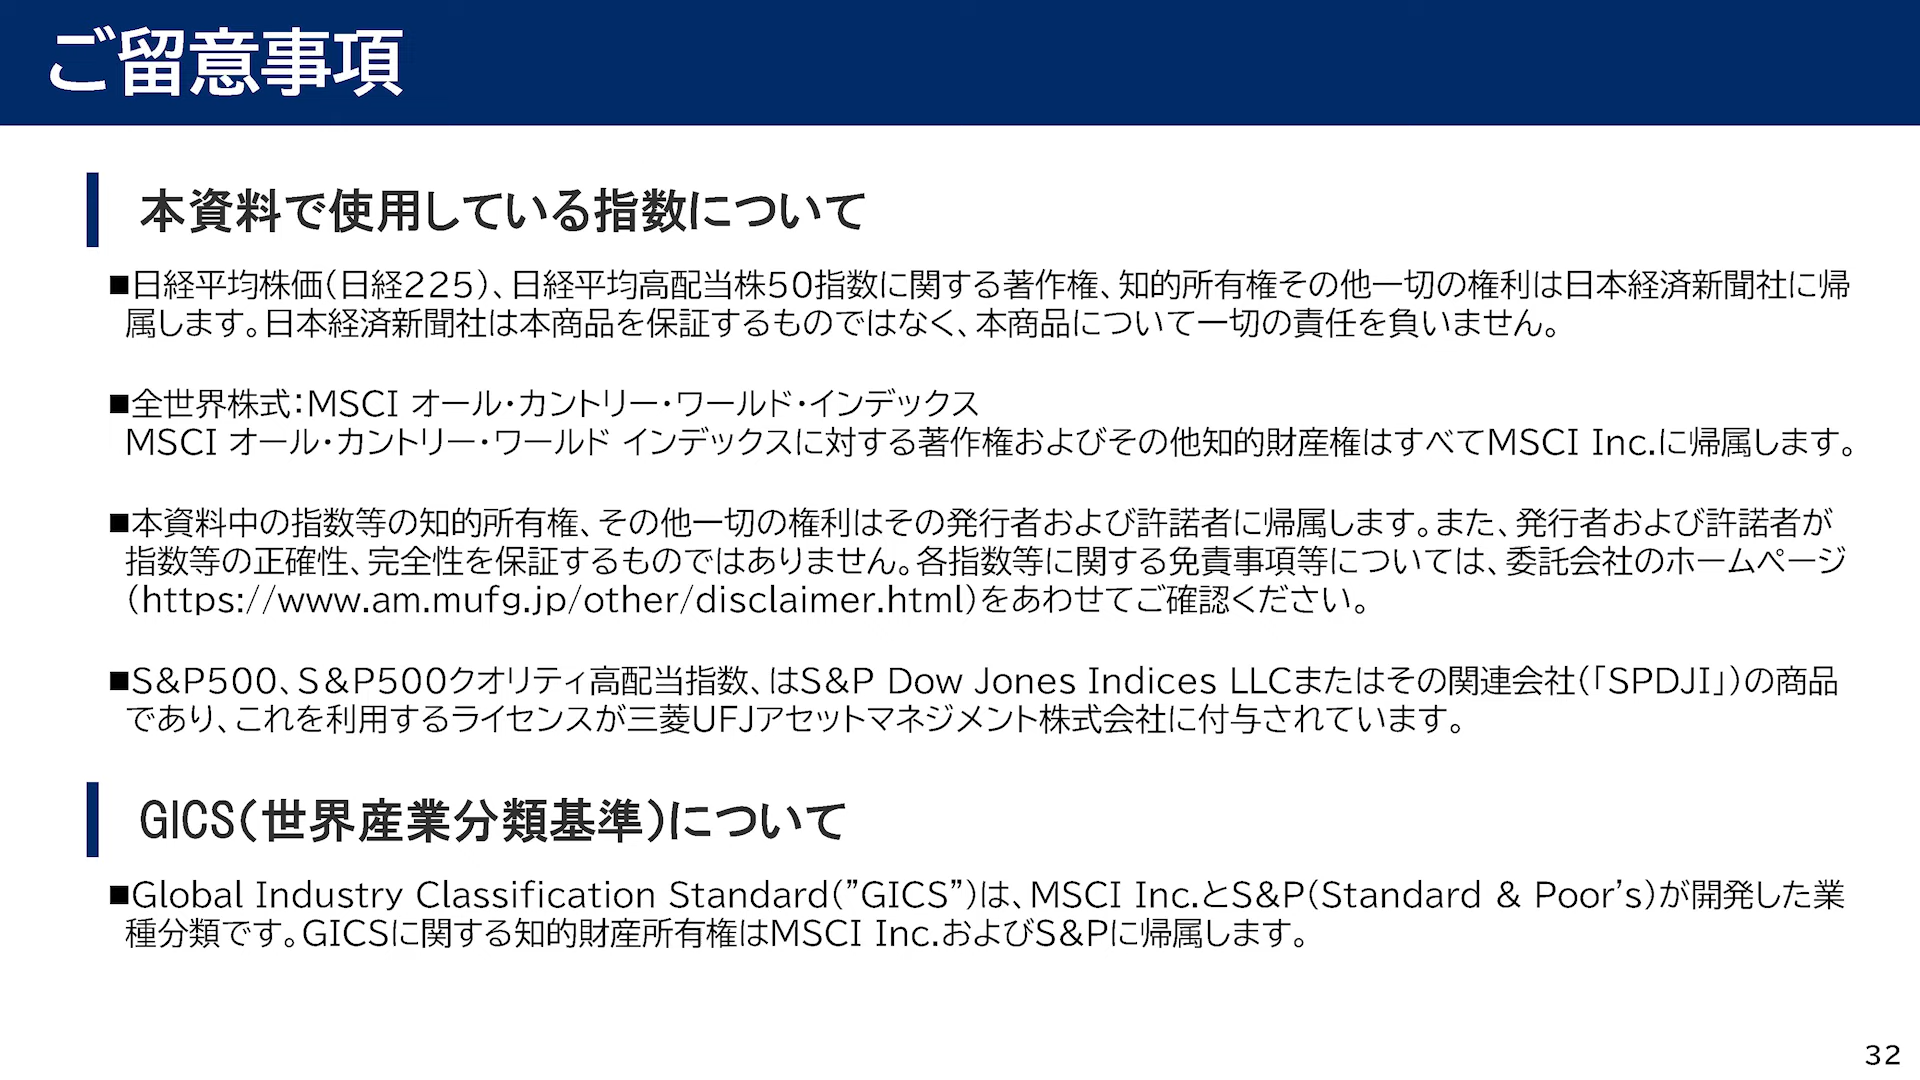 ご留意事項
本資料で使用している指数について
■日経平均株価(日経225)、日経平均高配当株50指数に関する著作権、知的所有権その他一切の権利は日本経済新聞社に帰
属します。日本経済新聞社は本商品を保証するものではなく、本商品について一切の責任を負いません。
■全世界株式:MSCI オール・カントリー・ワールド・インデックス
MSCI オール・カントリー・ワールド インデックスに対する著作権およびその他知的財産権はすべてMSCI Inc.に帰属します。
■本資料中の指数等の知的所有権、その他一切の権利はその発行者および許諾者に帰属します。また、発行者および許諾者が
指数等の正確性、完全性を保証するものではありません。各指数等に関する免責事項等については、委託会社のホームページ
(https://www.am.mufg.jp/other/disclaimer.html)をあわせてご確認ください。
■S&P500、S&P500クオリティ高配当指数、はS&P Dow Jones Indices LLCまたはその関連会社(「SPDJI」)の商品
であり、これを利用するライセンスが三菱UFJアセットマネジメント株式会社に付与されています。
GICS(世界産業分類基準)について
■Global Industry Classification Standard(”GICS”)は、MSCI Inc.とS&P(Standard & Poor’s)が開発した業
種分類です。GICSに関する知的財産所有権はMSCI Inc.およびS&Pに帰属します。
32